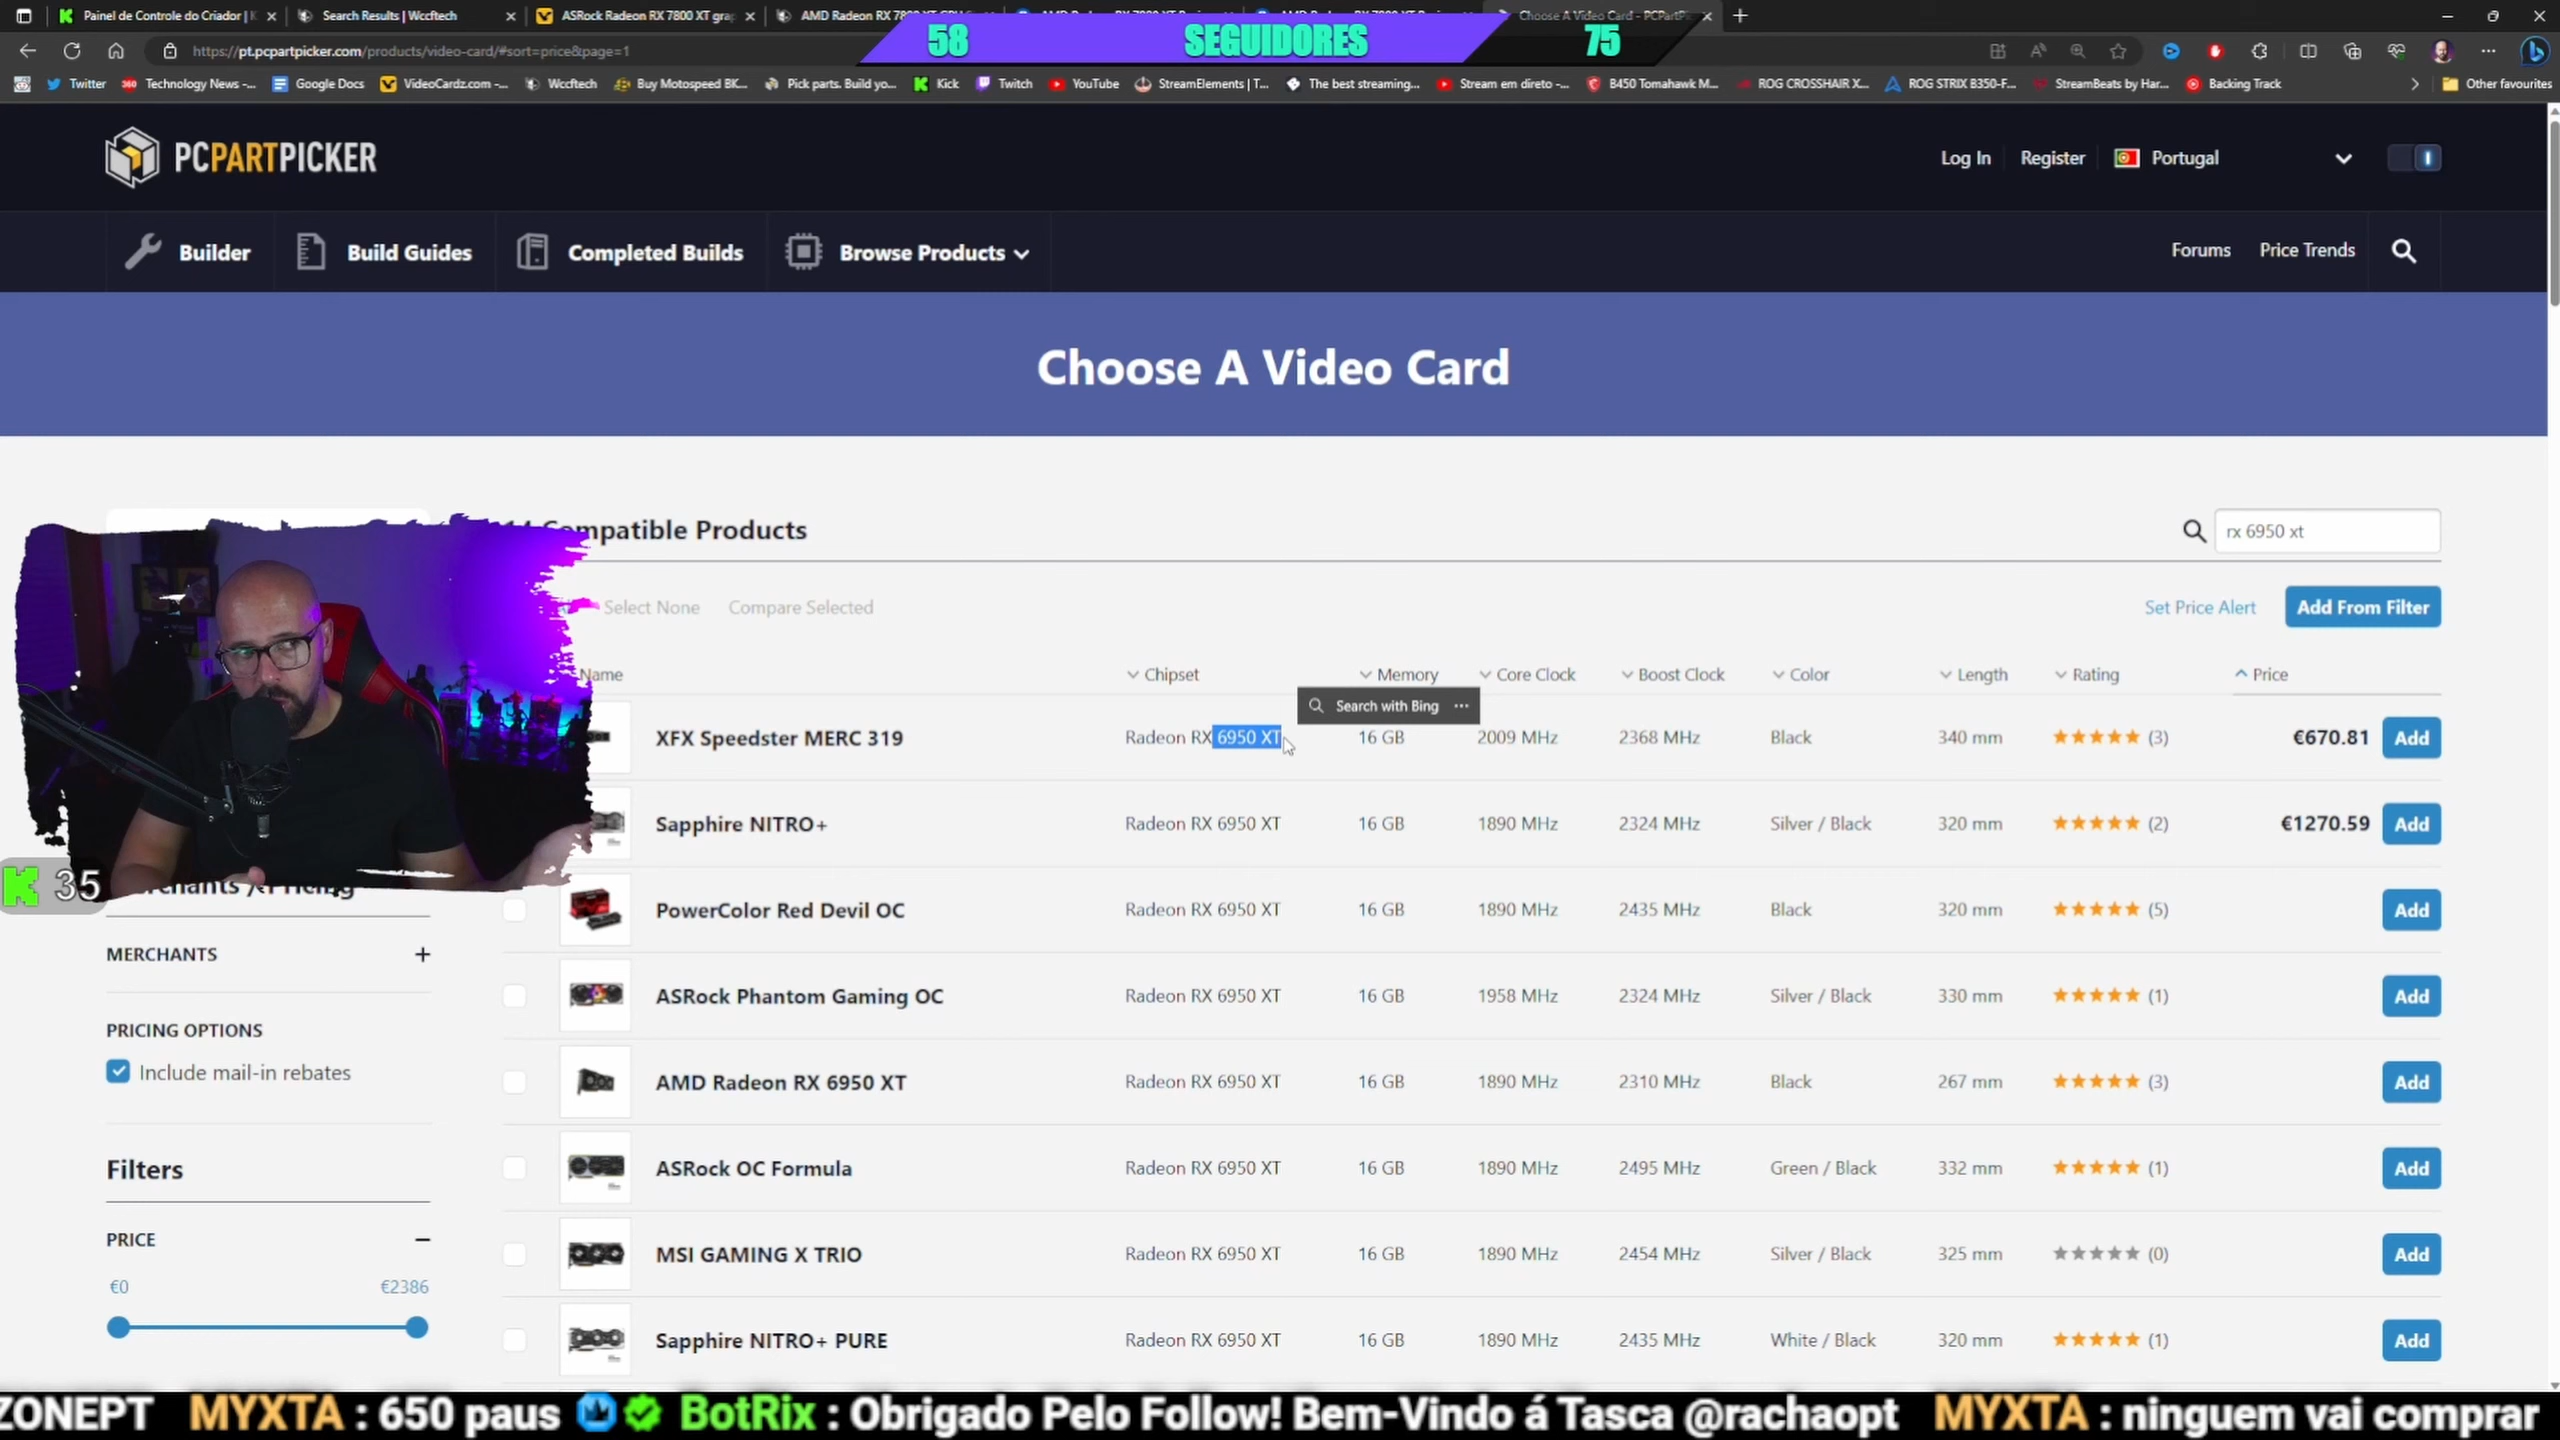 Painel de Controle do Criador | K
Search Results | Wccftech
ASRock Radeon RX 7800 XT grap
Choose A Video Card - PCPartPi
https://pt.pcpartpicker.com/products/video-card/#sort=price&page=1
58 SEGUIDORES 75
Twitter
Technology News -...
Google Docs
VideoCardz.com -...
Wccftech
Buy Motospeed BK...
Pick parts. Build yo...
Kick
Twitch
YouTube
StreamElements | T...
The best streaming...
Stream em direto -...
B450 Tomahawk M...
ROG CROSSHAIR X...
ROG STRIX B350-F...
StreamBeats by Har...
Backing Track
Other favourites
PCPARTPICKER
Log In Register Portugal
Builder Build Guides Completed Builds Browse Products
Forums Price Trends
Choose A Video Card
Compatible Products
rx 6950 xt
Select None Compare Selected
Set Price Alert Add From Filter
Name Chipset Memory Core Clock Boost Clock Color Length Rating Price
Search with Bing ...
XFX Speedster MERC 319 Radeon RX 6950 XT 16 GB 2009 MHz 2368 MHz Black 340 mm (3) €670.81 Add
Sapphire NITRO+ Radeon RX 6950 XT 16 GB 1890 MHz 2324 MHz Silver / Black 320 mm (2) €1270.59 Add
PowerColor Red Devil OC Radeon RX 6950 XT 16 GB 1890 MHz 2435 MHz Black 320 mm (5) Add
ASRock Phantom Gaming OC Radeon RX 6950 XT 16 GB 1958 MHz 2324 MHz Silver / Black 330 mm (1) Add
AMD Radeon RX 6950 XT Radeon RX 6950 XT 16 GB 1890 MHz 2310 MHz Black 267 mm (3) Add
ASRock OC Formula Radeon RX 6950 XT 16 GB 1890 MHz 2495 MHz Green / Black 332 mm (1) Add
MSI GAMING X TRIO Radeon RX 6950 XT 16 GB 1890 MHz 2454 MHz Silver / Black 325 mm (0) Add
Sapphire NITRO+ PURE Radeon RX 6950 XT 16 GB 1890 MHz 2435 MHz White / Black 320 mm (1) Add
K 35
MERCHANTS +
PRICING OPTIONS
Include mail-in rebates
Filters
PRICE −
€0 €2386
ZONEPT MYXTA : 650 paus BotRix : Obrigado Pelo Follow! Bem-Vindo á Tasca @rachaopt MYXTA : ninguem vai comprar